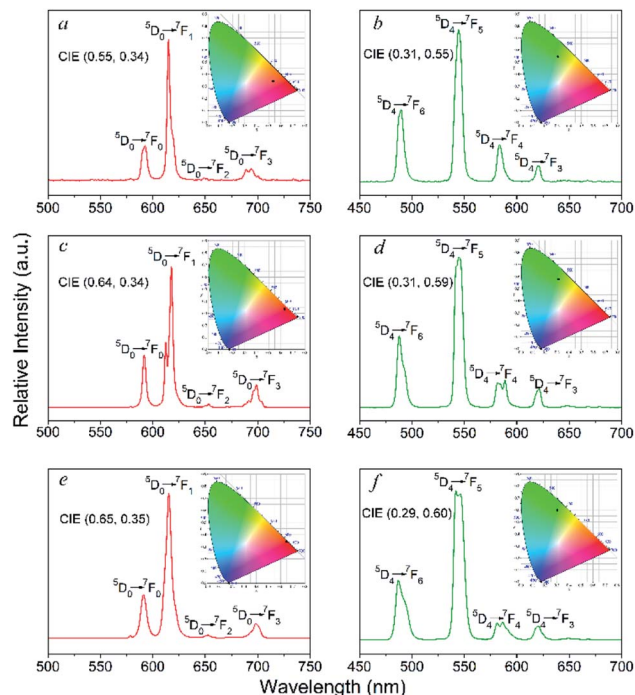 a
⁵D₀→⁷F₁
CIE (0.55, 0.34)
⁵D₀→⁷F₀
⁵D₀→⁷F₂
⁵D₀→⁷F₃
500 550 600 650 700 750
b
⁵D₄→⁷F₅
CIE (0.31, 0.55)
⁵D₄→⁷F₆
⁵D₄→⁷F₄
⁵D₄→⁷F₃
450 500 550 600 650 700
c
⁵D₀→⁷F₁
CIE (0.64, 0.34)
⁵D₀→⁷F₀
⁵D₀→⁷F₂
⁵D₀→⁷F₃
500 550 600 650 700 750
d
⁵D₄→⁷F₅
CIE (0.31, 0.59)
⁵D₄→⁷F₆
⁵D₄→⁷F₄
⁵D₄→⁷F₃
450 500 550 600 650 700
e
⁵D₀→⁷F₁
CIE (0.65, 0.35)
⁵D₀→⁷F₀
⁵D₀→⁷F₂
⁵D₀→⁷F₃
500 550 600 650 700 750
f
⁵D₄→⁷F₅
CIE (0.29, 0.60)
⁵D₄→⁷F₆
⁵D₄→⁷F₄
⁵D₄→⁷F₃
450 500 550 600 650 700
Relative Intensity (a.u.)
Wavelength (nm)